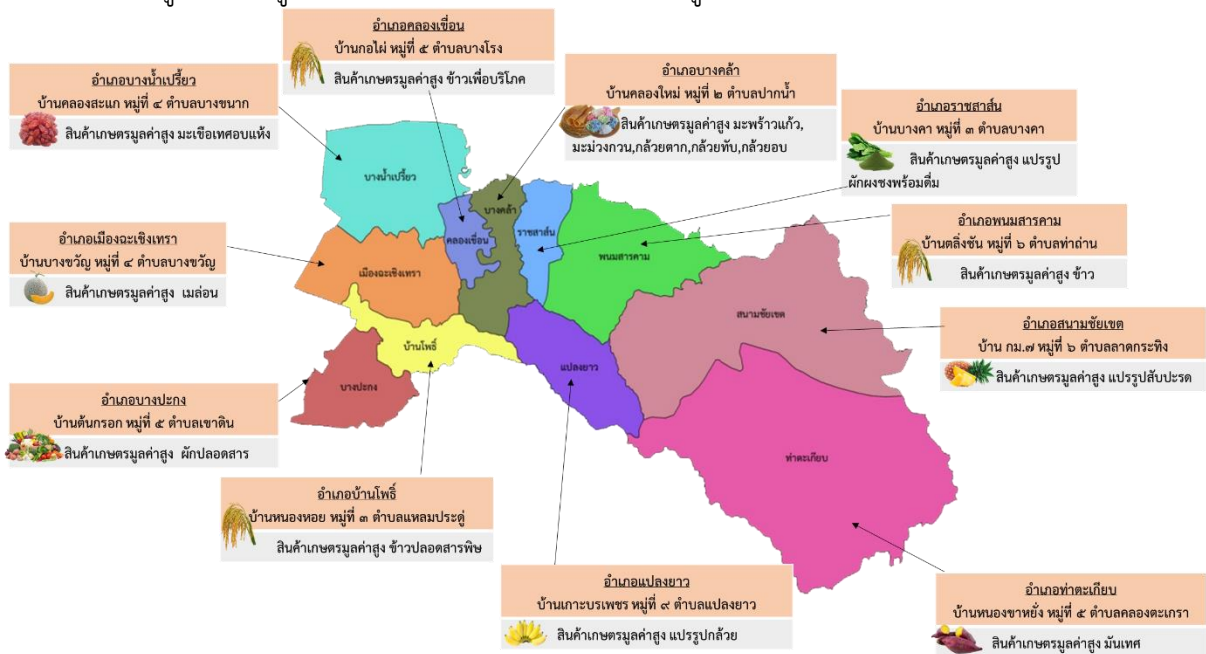 อำเภอคลองเขื่อน
บ้านกอไผ่ หมู่ที่ ๕ ตำบลบางโรง
สินค้าเกษตรมูลค่าสูง ข้าวเพื่อบริโภค
อำเภอบางน้ำเปรี้ยว
บ้านคลองสะแก หมู่ที่ ๔ ตำบลบางขนาก
สินค้าเกษตรมูลค่าสูง มะเขือเทศอบแห้ง
อำเภอบางคล้า
บ้านคลองใหม่ หมู่ที่ ๒ ตำบลปากน้ำ
สินค้าเกษตรมูลค่าสูง มะพร้าวแก้ว,
มะม่วงกวน,กล้วยตาก,กล้วยทับ,กล้วยอบ
อำเภอราชสาส์น
บ้านบางคา หมู่ที่ ๓ ตำบลบางคา
สินค้าเกษตรมูลค่าสูง แปรรูป
ผักผงชงพร้อมดื่ม
อำเภอพนมสารคาม
บ้านตลิ่งชัน หมู่ที่ ๖ ตำบลท่าถ่าน
สินค้าเกษตรมูลค่าสูง ข้าว
อำเภอเมืองฉะเชิงเทรา
บ้านบางขวัญ หมู่ที่ ๔ ตำบลบางขวัญ
สินค้าเกษตรมูลค่าสูง เมล่อน
อำเภอสนามชัยเขต
บ้าน กม.๗ หมู่ที่ ๖ ตำบลลาดกระทิง
สินค้าเกษตรมูลค่าสูง แปรรูปสับปะรด
บางน้ำเปรี้ยว
บางคล้า
คลองเขื่อน
ราชสาส์น
พนมสารคาม
เมืองฉะเชิงเทรา
สนามชัยเขต
บ้านโพธิ์
แปลงยาว
บางปะกง
ท่าตะเกียบ
อำเภอบางปะกง
บ้านต้นกรอก หมู่ที่ ๕ ตำบลเขาดิน
สินค้าเกษตรมูลค่าสูง ผักปลอดสาร
อำเภอบ้านโพธิ์
บ้านหนองหอย หมู่ที่ ๓ ตำบลแหลมประดู่
สินค้าเกษตรมูลค่าสูง ข้าวปลอดสารพิษ
อำเภอแปลงยาว
บ้านเกาะบรเพชร หมู่ที่ ๙ ตำบลแปลงยาว
สินค้าเกษตรมูลค่าสูง แปรรูปกล้วย
อำเภอท่าตะเกียบ
บ้านหนองขาหยั่ง หมู่ที่ ๕ ตำบลคลองตะเกรา
สินค้าเกษตรมูลค่าสูง มันเทศ